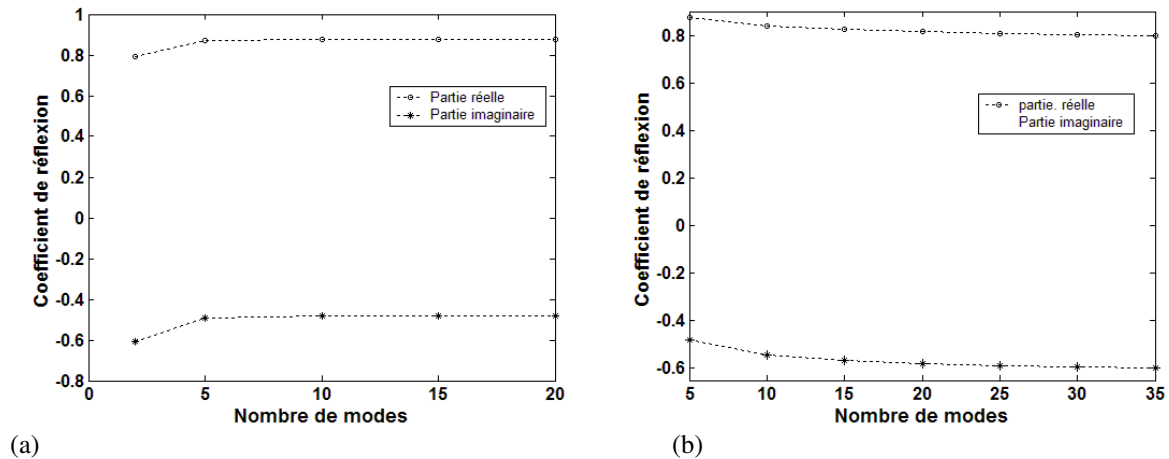 1
0.8
0.6
0.4
0.2
0
-0.2
-0.4
-0.6
-0.8
Coefficient de réflexion
Partie réelle
Partie imaginaire
0 5 10 15 20
Nombre de modes
(a)
0.8
0.6
0.4
0.2
0
-0.2
-0.4
-0.6
Coefficient de réflexion
partie. réelle
Partie imaginaire
5 10 15 20 25 30 35
Nombre de modes
(b)